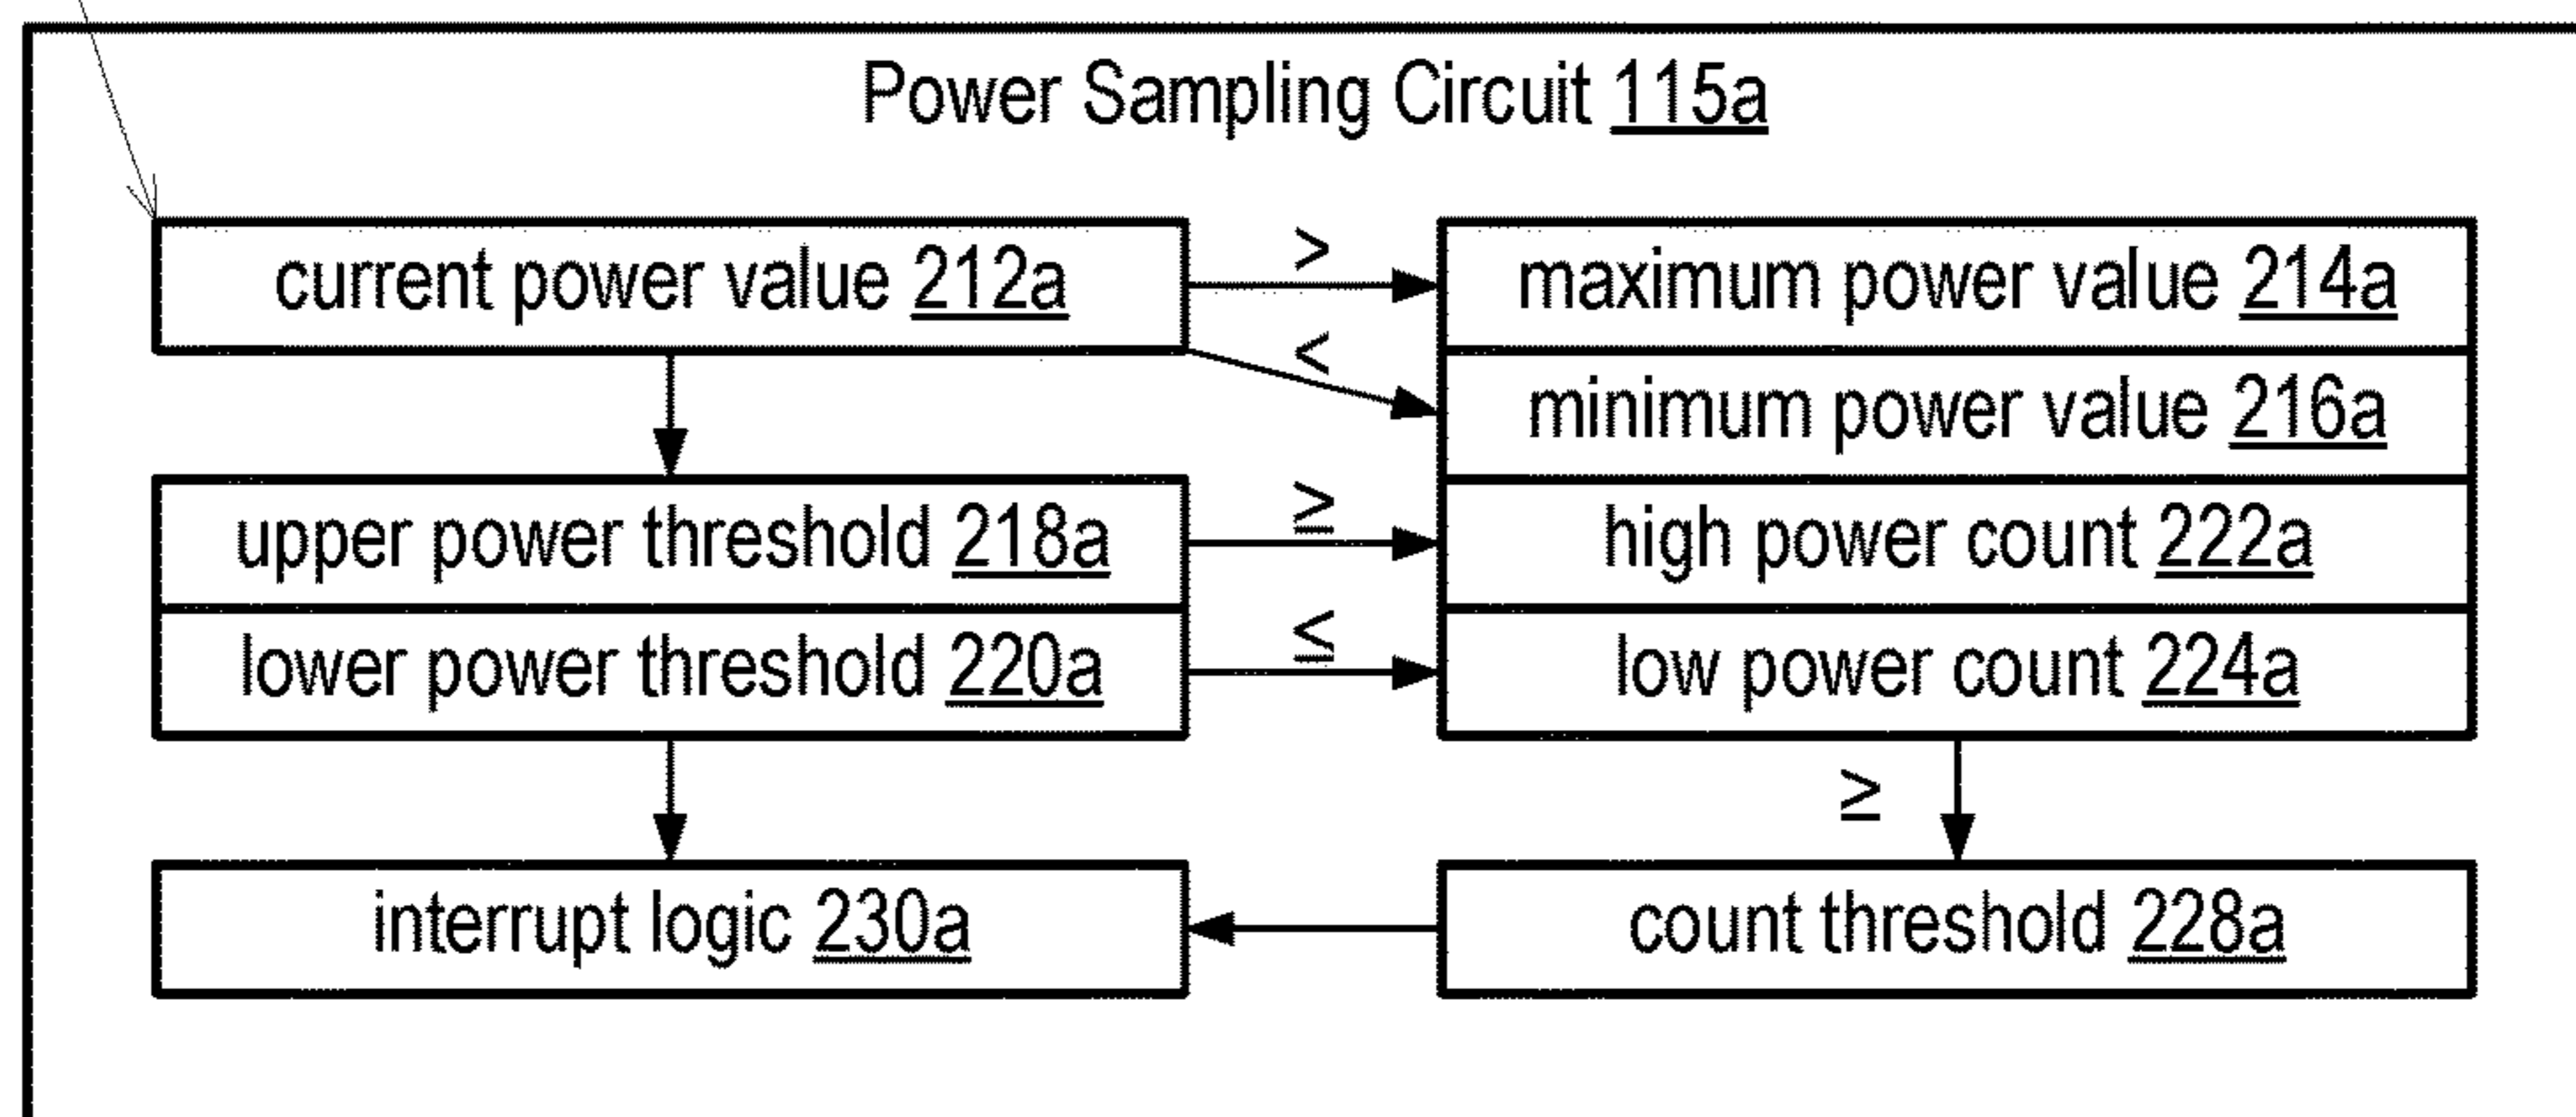 Power Sampling Circuit 115a
current power value 212a
>
maximum power value 214a
<
minimum power value 216a
upper power threshold 218a
≥
high power count 222a
lower power threshold 220a
≤
low power count 224a
≥
interrupt logic 230a
count threshold 228a